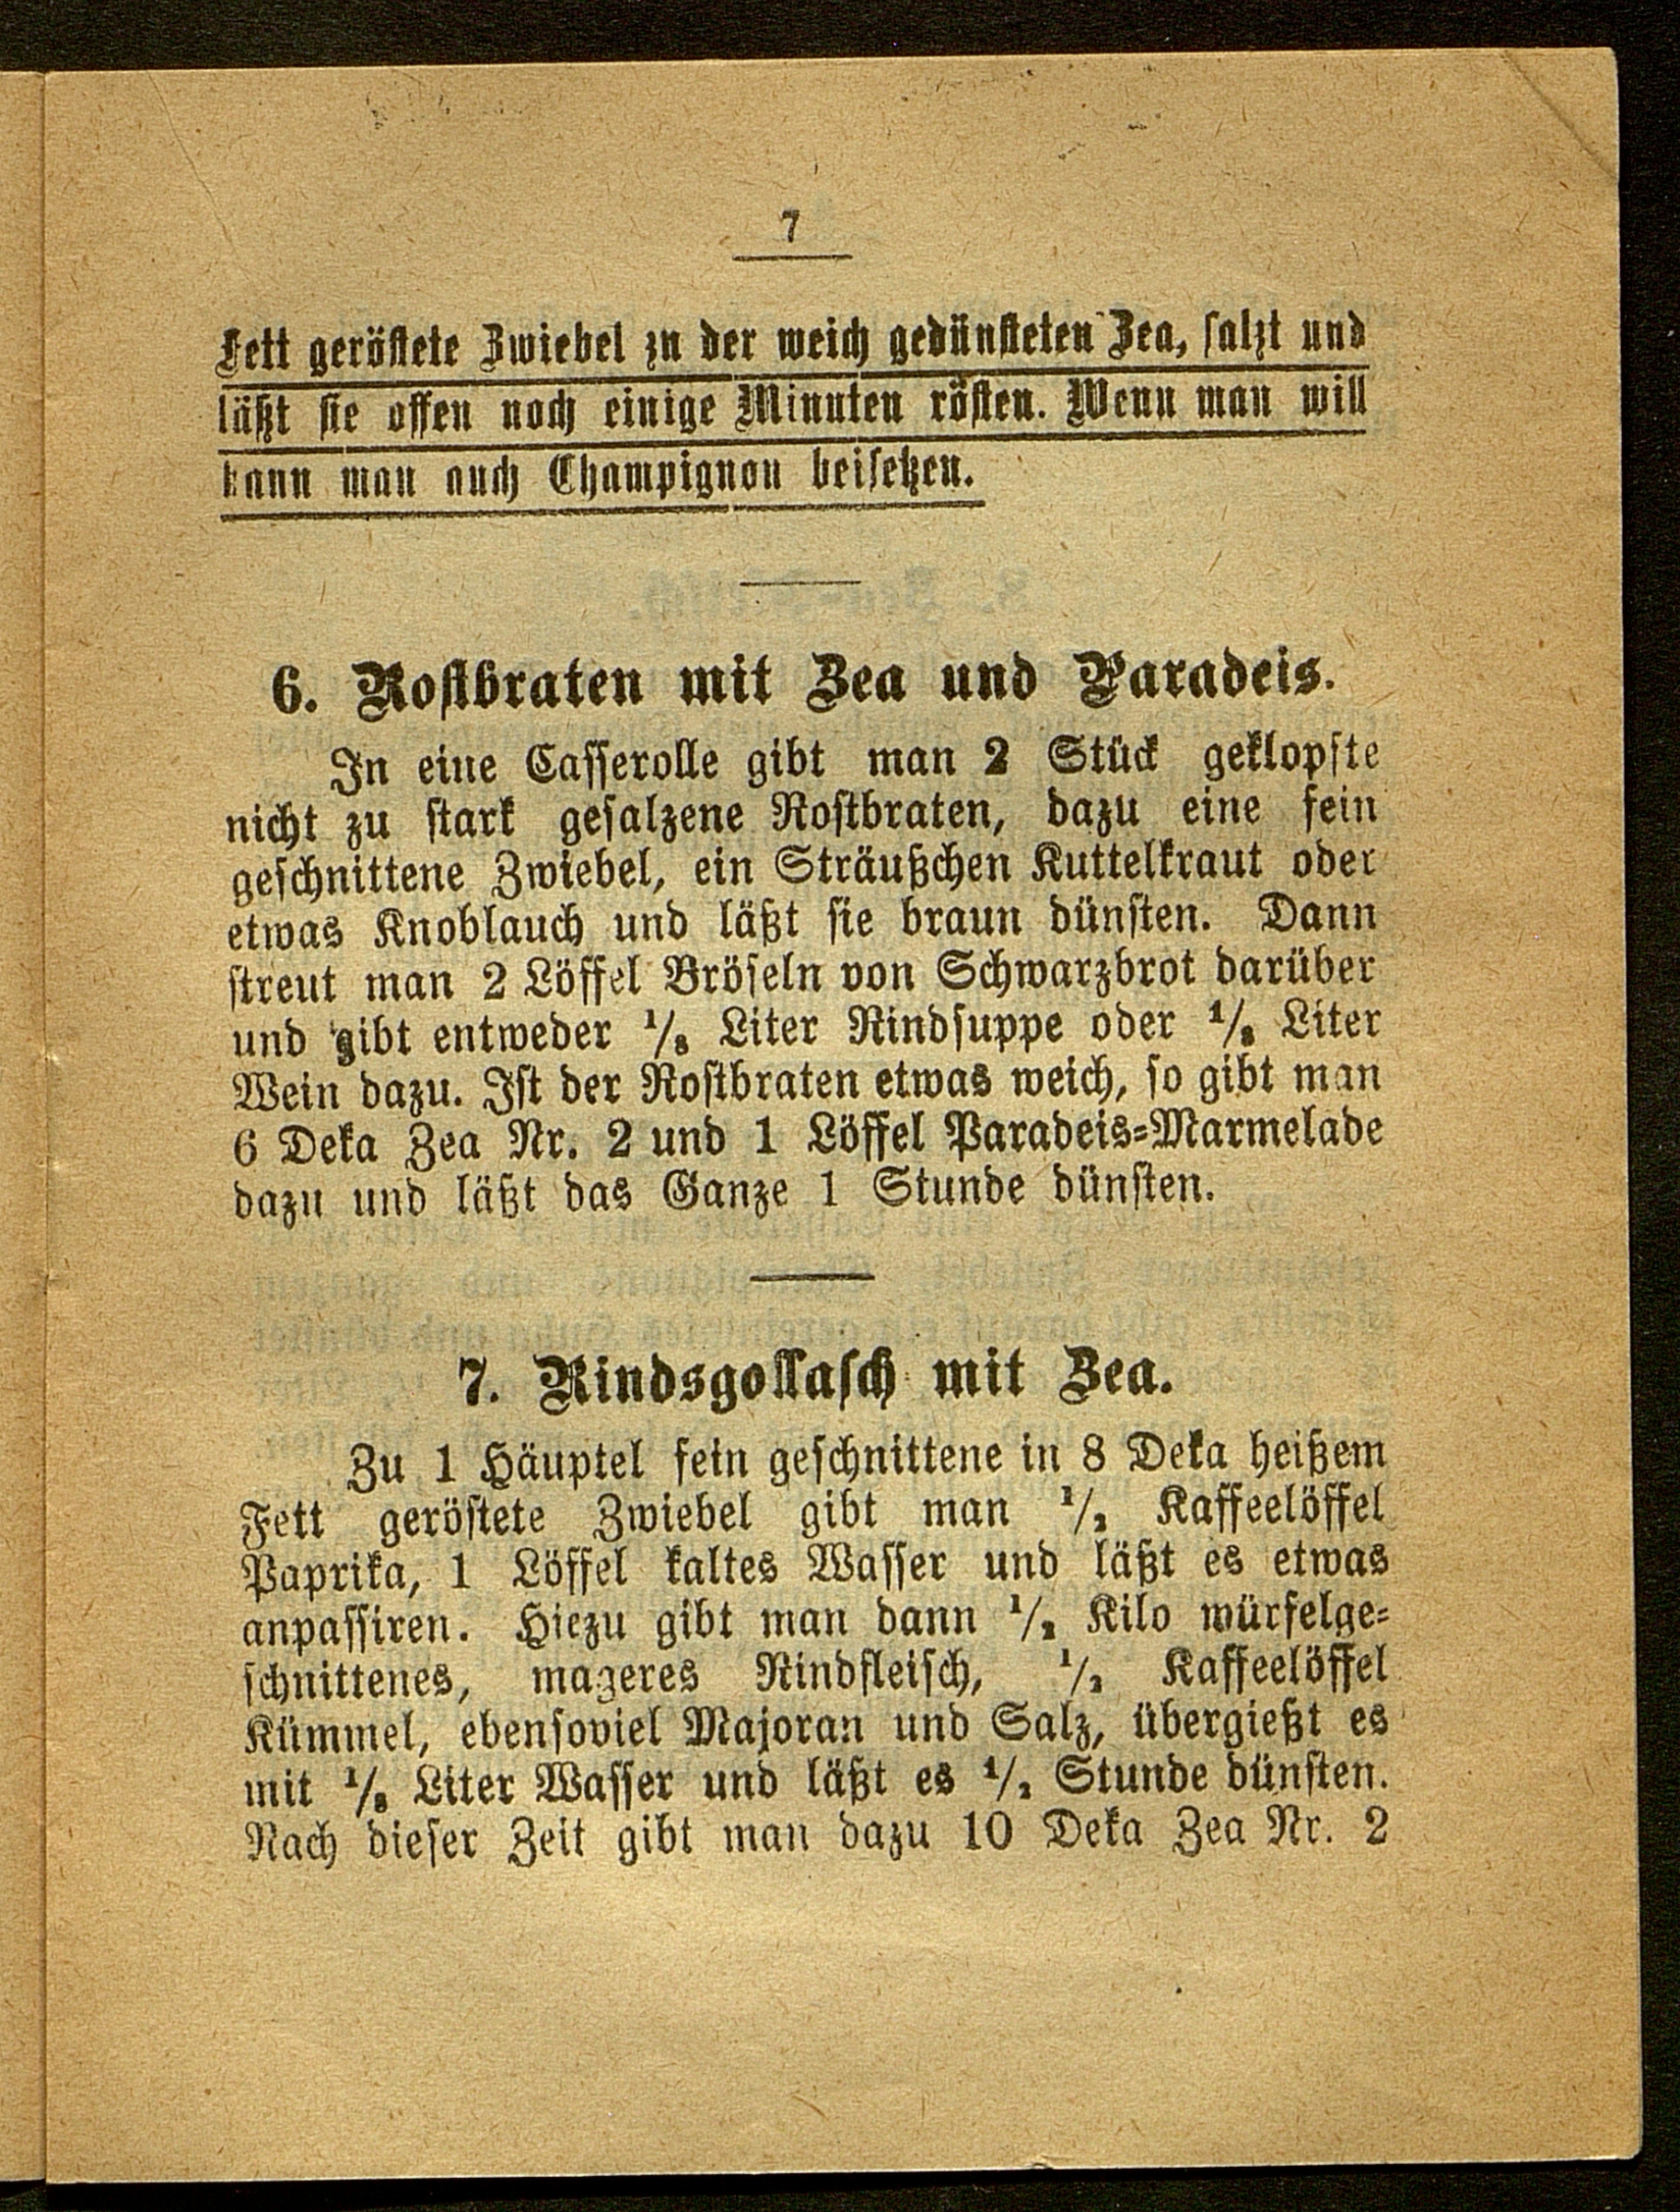 7
Fett geröstete Zwiebel zu der weich gedünsteten Zea, salzt und
läßt sie offen noch einige Minuten rösten. Wenn man will
kann man auch Champignon beisetzen.
6. Rostbraten mit Zea und Paradeis.
In eine Casserolle gibt man 2 Stück geklopfte
nicht zu stark gesalzene Rostbraten, dazu eine fein
geschnittene Zwiebel, ein Sträußchen Kuttelkraut oder
etwas Knoblauch und läßt sie braun dünsten. Dann
streut man 2 Löffel Bröseln von Schwarzbrot darüber
und gibt entweder 1/8 Liter Rindsuppe oder 1/8 Liter
Wein dazu. Ist der Rostbraten etwas weich, so gibt man
6 Deka Zea Nr. 2 und 1 Löffel Paradeis-Marmelade
dazu und läßt das Ganze 1 Stunde dünsten.
7. Rindsgollasch mit Zea.
Zu 1 Häuptel fein geschnittene in 8 Deka heißem
Fett geröstete Zwiebel gibt man 1/2 Kaffeelöffel
Paprika, 1 Löffel kaltes Wasser und läßt es etwas
anpassiren. Hiezu gibt man dann 1/2 Kilo würfelge-
schnittenes, mageres Rindfleisch, 1/2 Kaffeelöffel
Kümmel, ebensoviel Majoran und Salz, übergießt es
mit 1/8 Liter Wasser und läßt es 1/2 Stunde dünsten.
Nach dieser Zeit gibt man dazu 10 Deka Zea Nr. 2